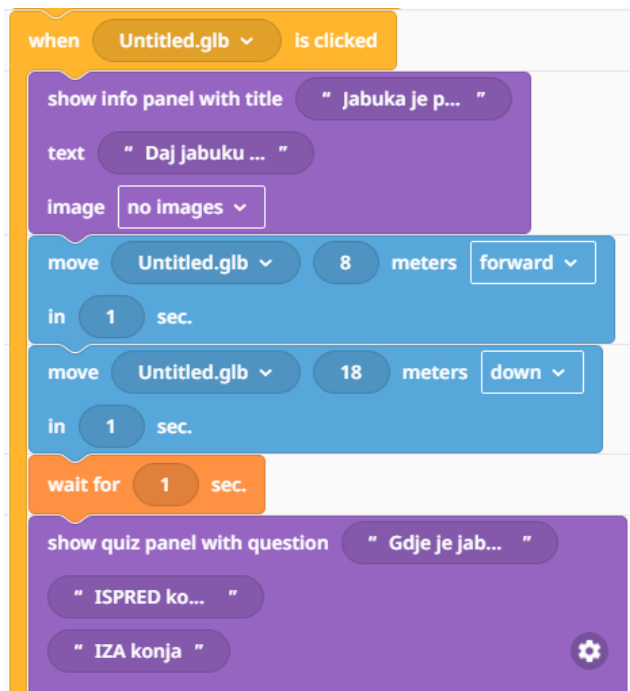 when Untitled.glb is clicked
show info panel with title " Jabuka je p... "
text " Daj jabuku ... "
image no images
move Untitled.glb 8 meters forward
in 1 sec.
move Untitled.glb 18 meters down
in 1 sec.
wait for 1 sec.
show quiz panel with question " Gdje je jab... "
" ISPRED ko... "
" IZA konja "